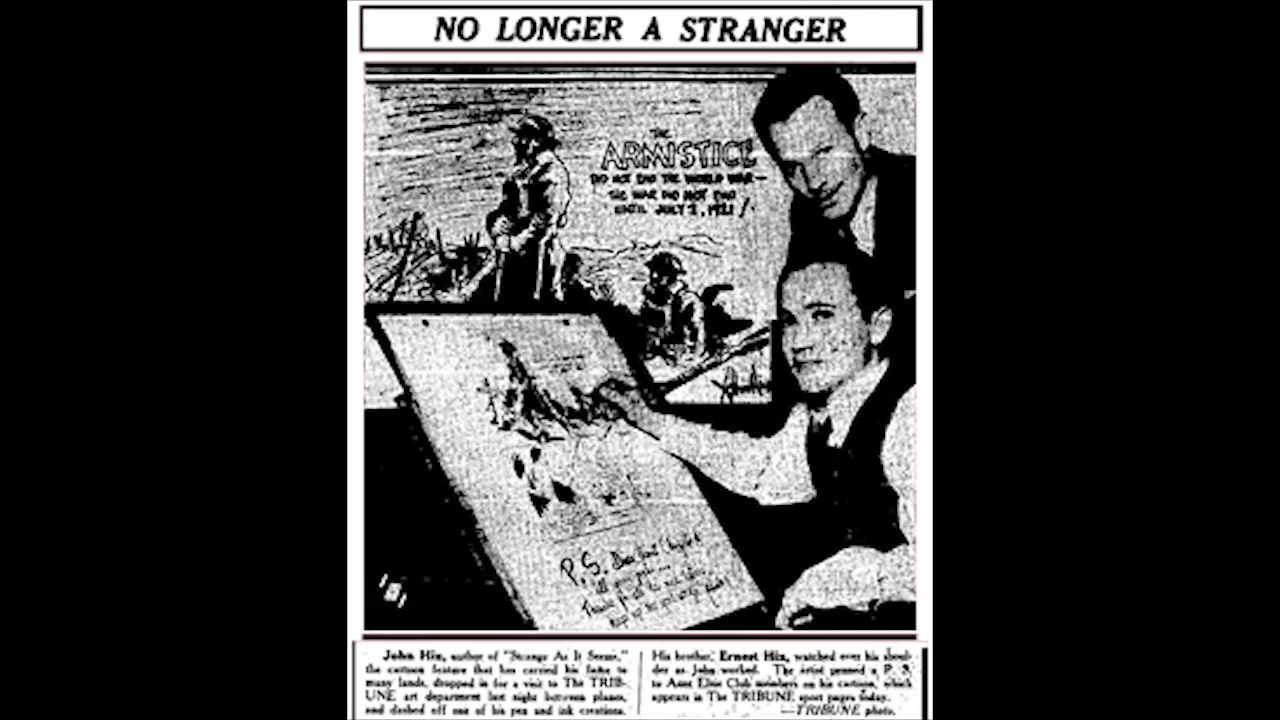 NO LONGER A STRANGER
THE
ARMISTICE
DID NOT END THE WORLD WAR—
THE WAR DID NOT END
UNTIL JULY 2, 1921!
P.S. Dear
Thanks for all the
John Hix, author of "Strange As It Seems,"
the cartoon feature that has carried his fame to
many lands, dropped in for a visit to The TRIB-
UNE art department last night between planes,
and dashed off one of his pen and ink creations.
His brother, Ernest Hix, watched over his shoul-
der as John worked. The artist penned a P. S.
to Aunt Elsie Club members on his cartoon, which
appears in The TRIBUNE sport pages today.
—TRIBUNE photo.